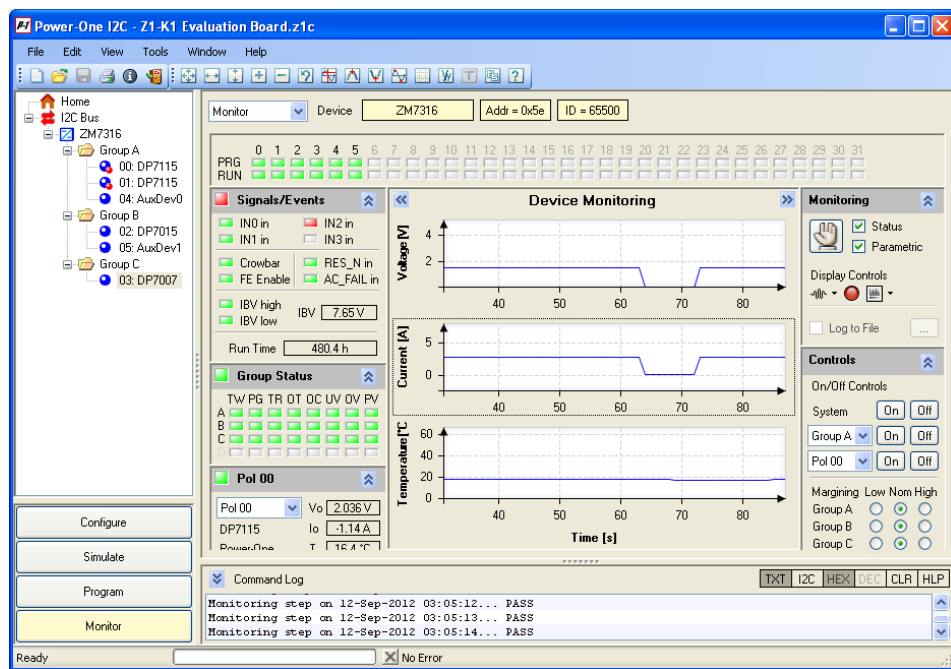 Power-One I2C - Z1-K1 Evaluation Board.z1c
File Edit View Tools Window Help
Home
I2C Bus
ZM7316
Group A
00: DP7115
01: DP7115
04: AuxDev0
Group B
02: DP7015
05: AuxDev1
Group C
03: DP7007
Configure
Simulate
Program
Monitor
Monitor Device ZM7316 Addr = 0x5e ID = 65500
0 1 2 3 4 5 6 7 8 9 10 11 12 13 14 15 16 17 18 19 20 21 22 23 24 25 26 27 28 29 30 31
PRG
RUN
Signals/Events
IN0 in IN2 in
IN1 in IN3 in
Crowbar RES_N in
FE Enable AC_FAIL in
IBV high
IBV low IBV 7.65 V
Run Time 480.4 h
Group Status
TW PG TR OT OC UV OV PV
A
B
C
D
Pol 00
Pol 00 Vo 2.036 V
DP7115 Io -1.14 A
Power-One T 16.4 °C
Device Monitoring
Voltage [V]
4
2
0
40 50 60 70 80
Current [A]
5
0
40 50 60 70 80
Temperature [°C
60
40
20
0
40 50 60 70 80
Time [s]
Monitoring
Status
Parametric
Display Controls
Log to File ...
Controls
On/Off Controls
System On Off
Group A On Off
Pol 00 On Off
Margining Low Nom High
Group A
Group B
Group C
Command Log TXT I2C HEX DEC CLR HLP
Monitoring step on 12-Sep-2012 03:05:12... PASS
Monitoring step on 12-Sep-2012 03:05:13... PASS
Monitoring step on 12-Sep-2012 03:05:14... PASS
Ready No Error